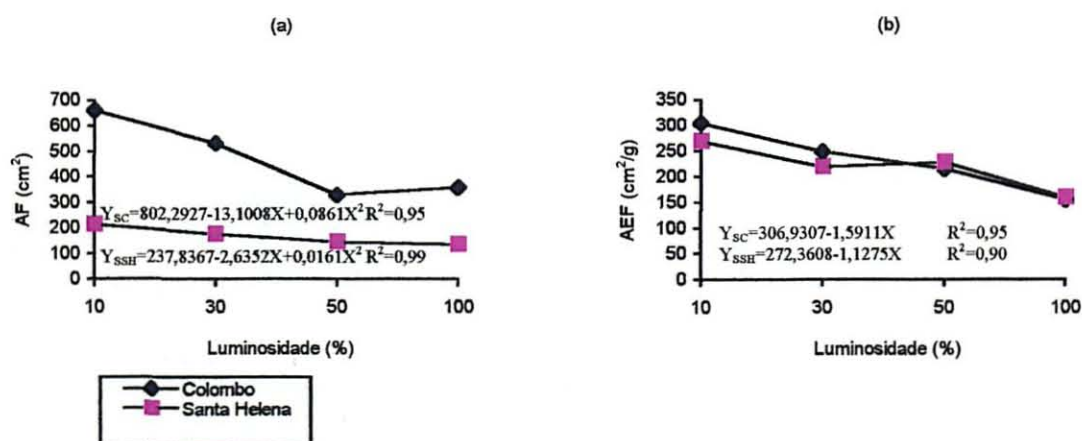 (a)
700
600
500
400
300
200
100
0
AF (cm²)
Y_SC=802,2927-13,1008X+0,0861X² R²=0,95
Y_SSH=237,8367-2,6352X+0,0161X² R²=0,99
10 30 50 100
Luminosidade (%)
Colombo
Santa Helena
(b)
350
300
250
200
150
100
50
0
AEF (cm²/g)
Y_SC=306,9307-1,5911X R²=0,95
Y_SSH=272,3608-1,1275X R²=0,90
10 30 50 100
Luminosidade (%)